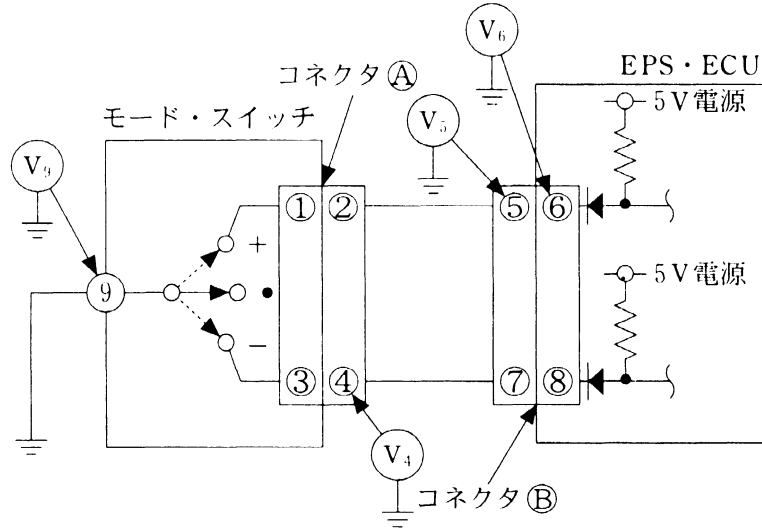 V₆
EPS・ECU
コネクタⒶ
5V電源
モード・スイッチ
V₅
V₉
① ② ⑤ ⑥
+
5V電源
⑨
●
−
③ ④ ⑦ ⑧
V₄
コネクタⒷ